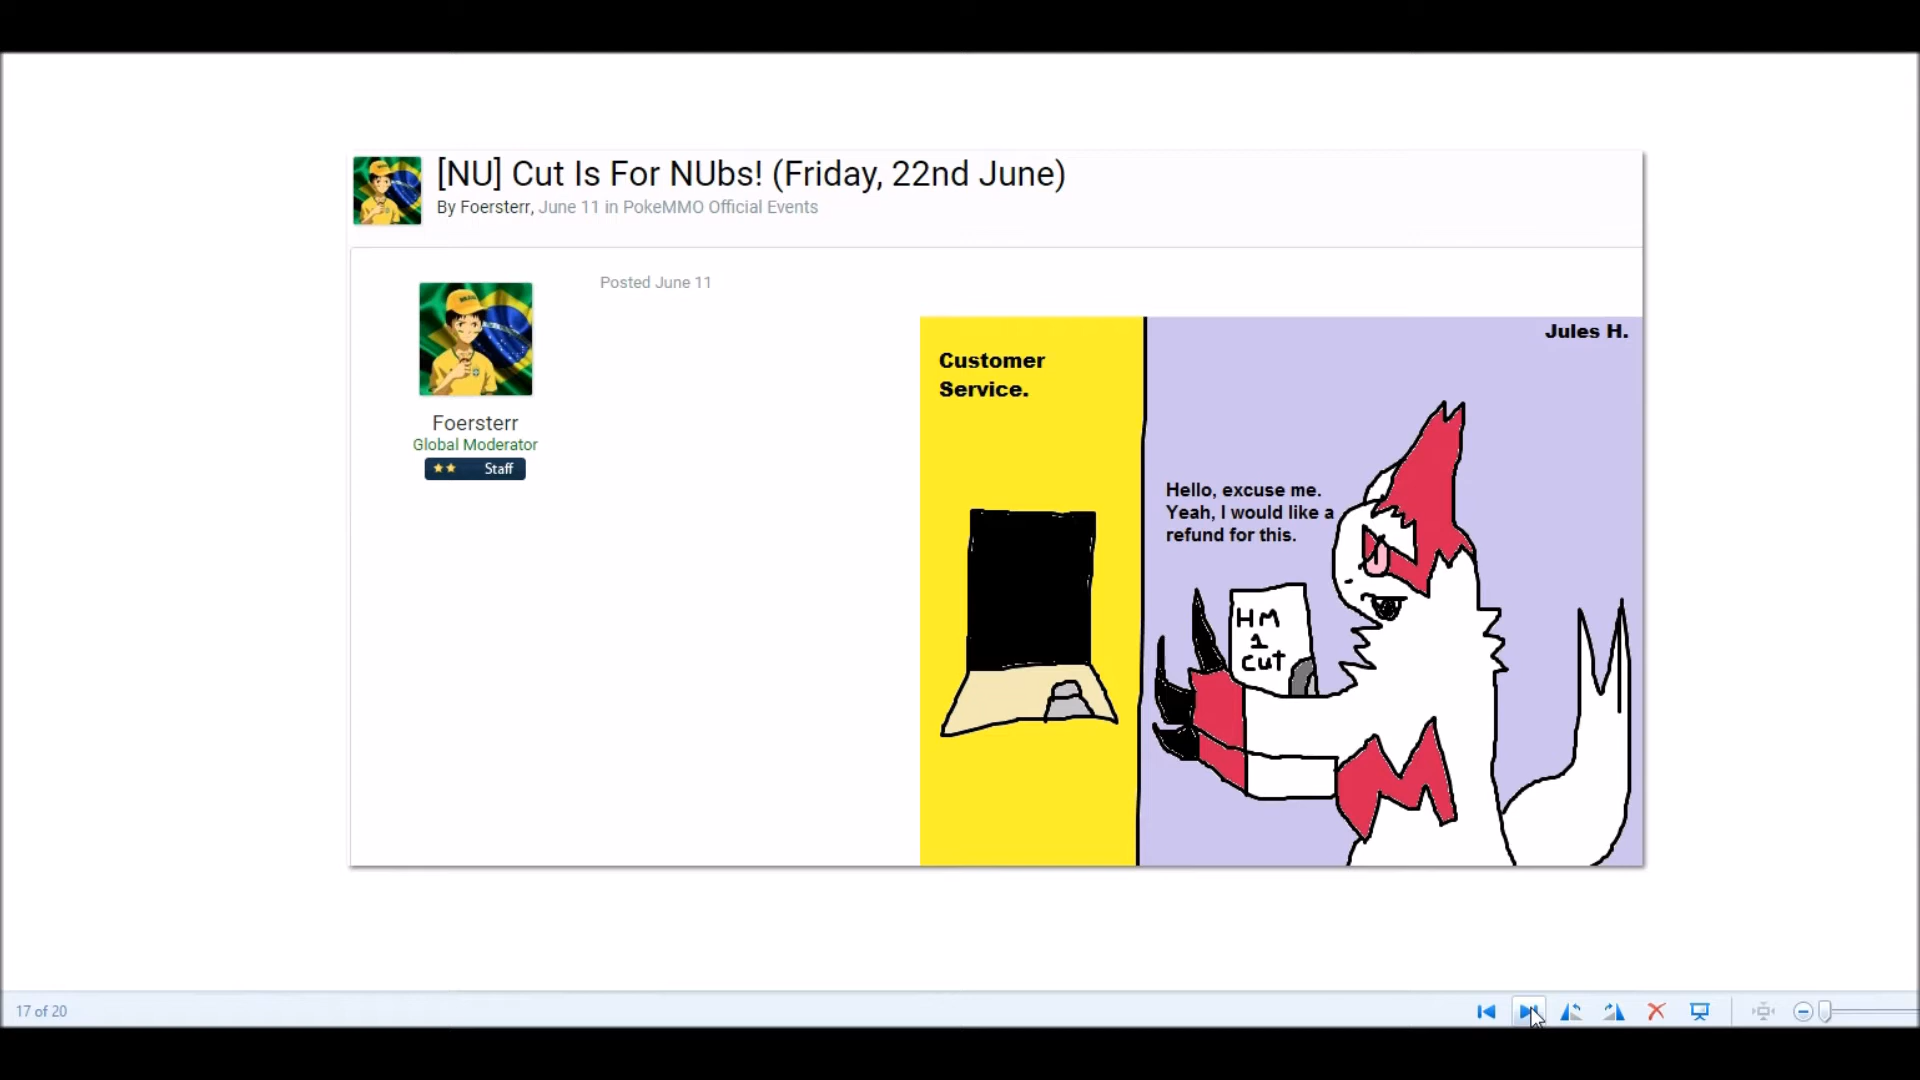 [NU] Cut Is For NUbs! (Friday, 22nd June)
By Foersterr, June 11 in PokeMMO Official Events
Posted June 11
Foersterr
Global Moderator
Staff
Jules H.
Customer
Service.
Hello, excuse me.
Yeah, I would like a
refund for this.
HM
1
Cut
17 of 20